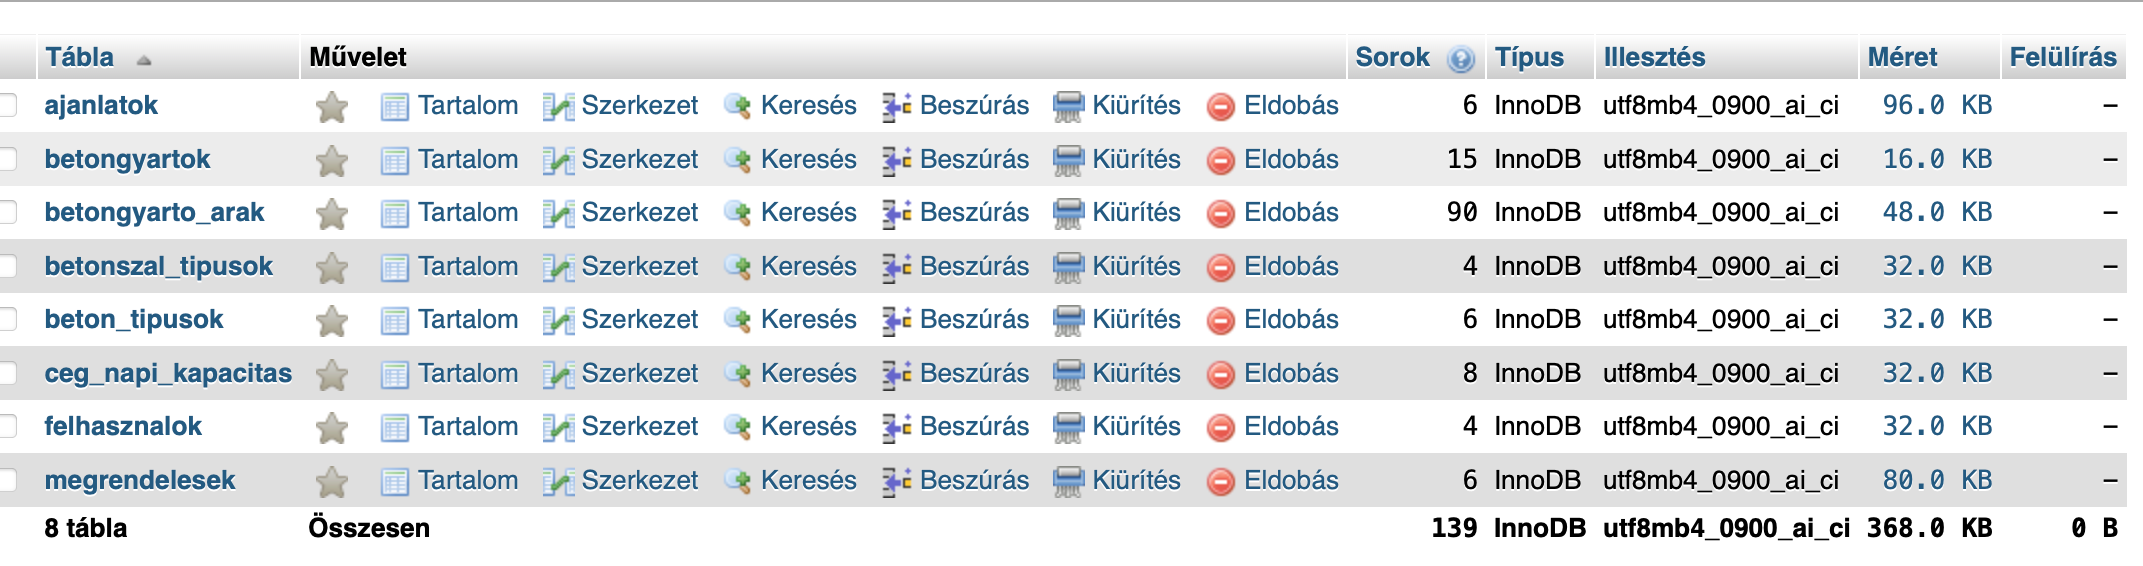 Tábla Művelet Sorok Típus Illesztés Méret Felülírás
ajanlatok Tartalom Szerkezet Keresés Beszúrás Kiürítés Eldobás 6 InnoDB utf8mb4_0900_ai_ci 96.0 KB –
betongyartok Tartalom Szerkezet Keresés Beszúrás Kiürítés Eldobás 15 InnoDB utf8mb4_0900_ai_ci 16.0 KB –
betongyarto_arak Tartalom Szerkezet Keresés Beszúrás Kiürítés Eldobás 90 InnoDB utf8mb4_0900_ai_ci 48.0 KB –
betonszal_tipusok Tartalom Szerkezet Keresés Beszúrás Kiürítés Eldobás 4 InnoDB utf8mb4_0900_ai_ci 32.0 KB –
beton_tipusok Tartalom Szerkezet Keresés Beszúrás Kiürítés Eldobás 6 InnoDB utf8mb4_0900_ai_ci 32.0 KB –
ceg_napi_kapacitas Tartalom Szerkezet Keresés Beszúrás Kiürítés Eldobás 8 InnoDB utf8mb4_0900_ai_ci 32.0 KB –
felhasznalok Tartalom Szerkezet Keresés Beszúrás Kiürítés Eldobás 4 InnoDB utf8mb4_0900_ai_ci 32.0 KB –
megrendelesek Tartalom Szerkezet Keresés Beszúrás Kiürítés Eldobás 6 InnoDB utf8mb4_0900_ai_ci 80.0 KB –
8 tábla Összesen 139 InnoDB utf8mb4_0900_ai_ci 368.0 KB 0 B